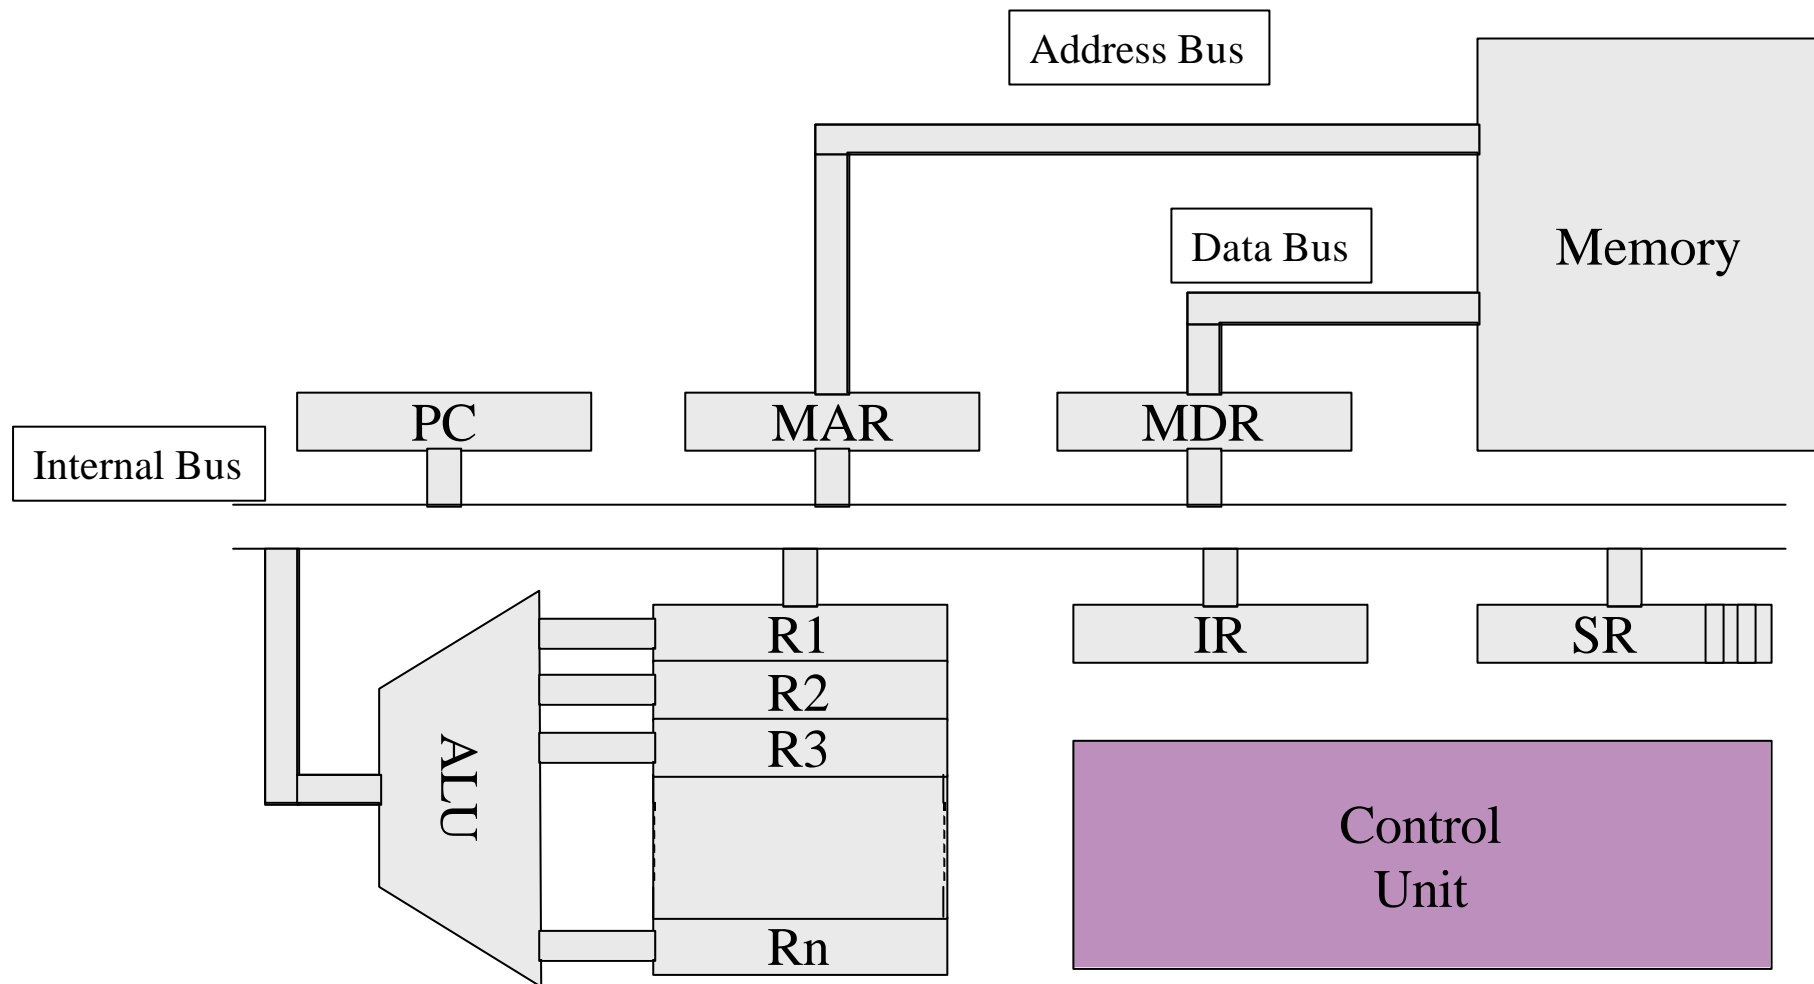 Address Bus
Memory
Data Bus
PC
MAR
MDR
Internal Bus
R1
IR
SR
R2
R3
ALU
Control
Unit
Rn